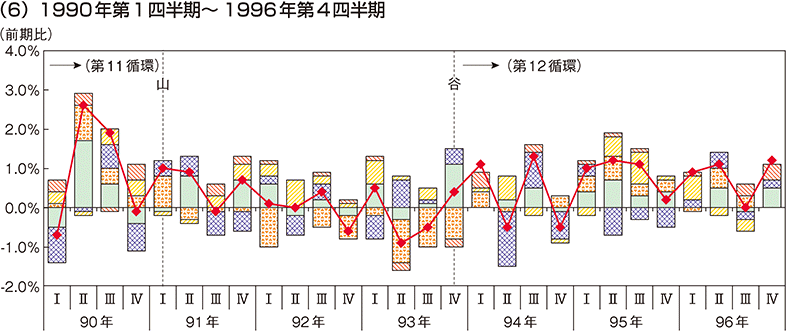 （6）1990年第1四半期～1996年第4四半期
(前期比)
4.0%
（第11循環） 山 谷 （第12循環）
3.0%
2.0%
1.0%
0.0%
-1.0%
-2.0%
Ⅰ Ⅱ Ⅲ Ⅳ Ⅰ Ⅱ Ⅲ Ⅳ Ⅰ Ⅱ Ⅲ Ⅳ Ⅰ Ⅱ Ⅲ Ⅳ Ⅰ Ⅱ Ⅲ Ⅳ Ⅰ Ⅱ Ⅲ Ⅳ Ⅰ Ⅱ Ⅲ Ⅳ
90年 91年 92年 93年 94年 95年 96年